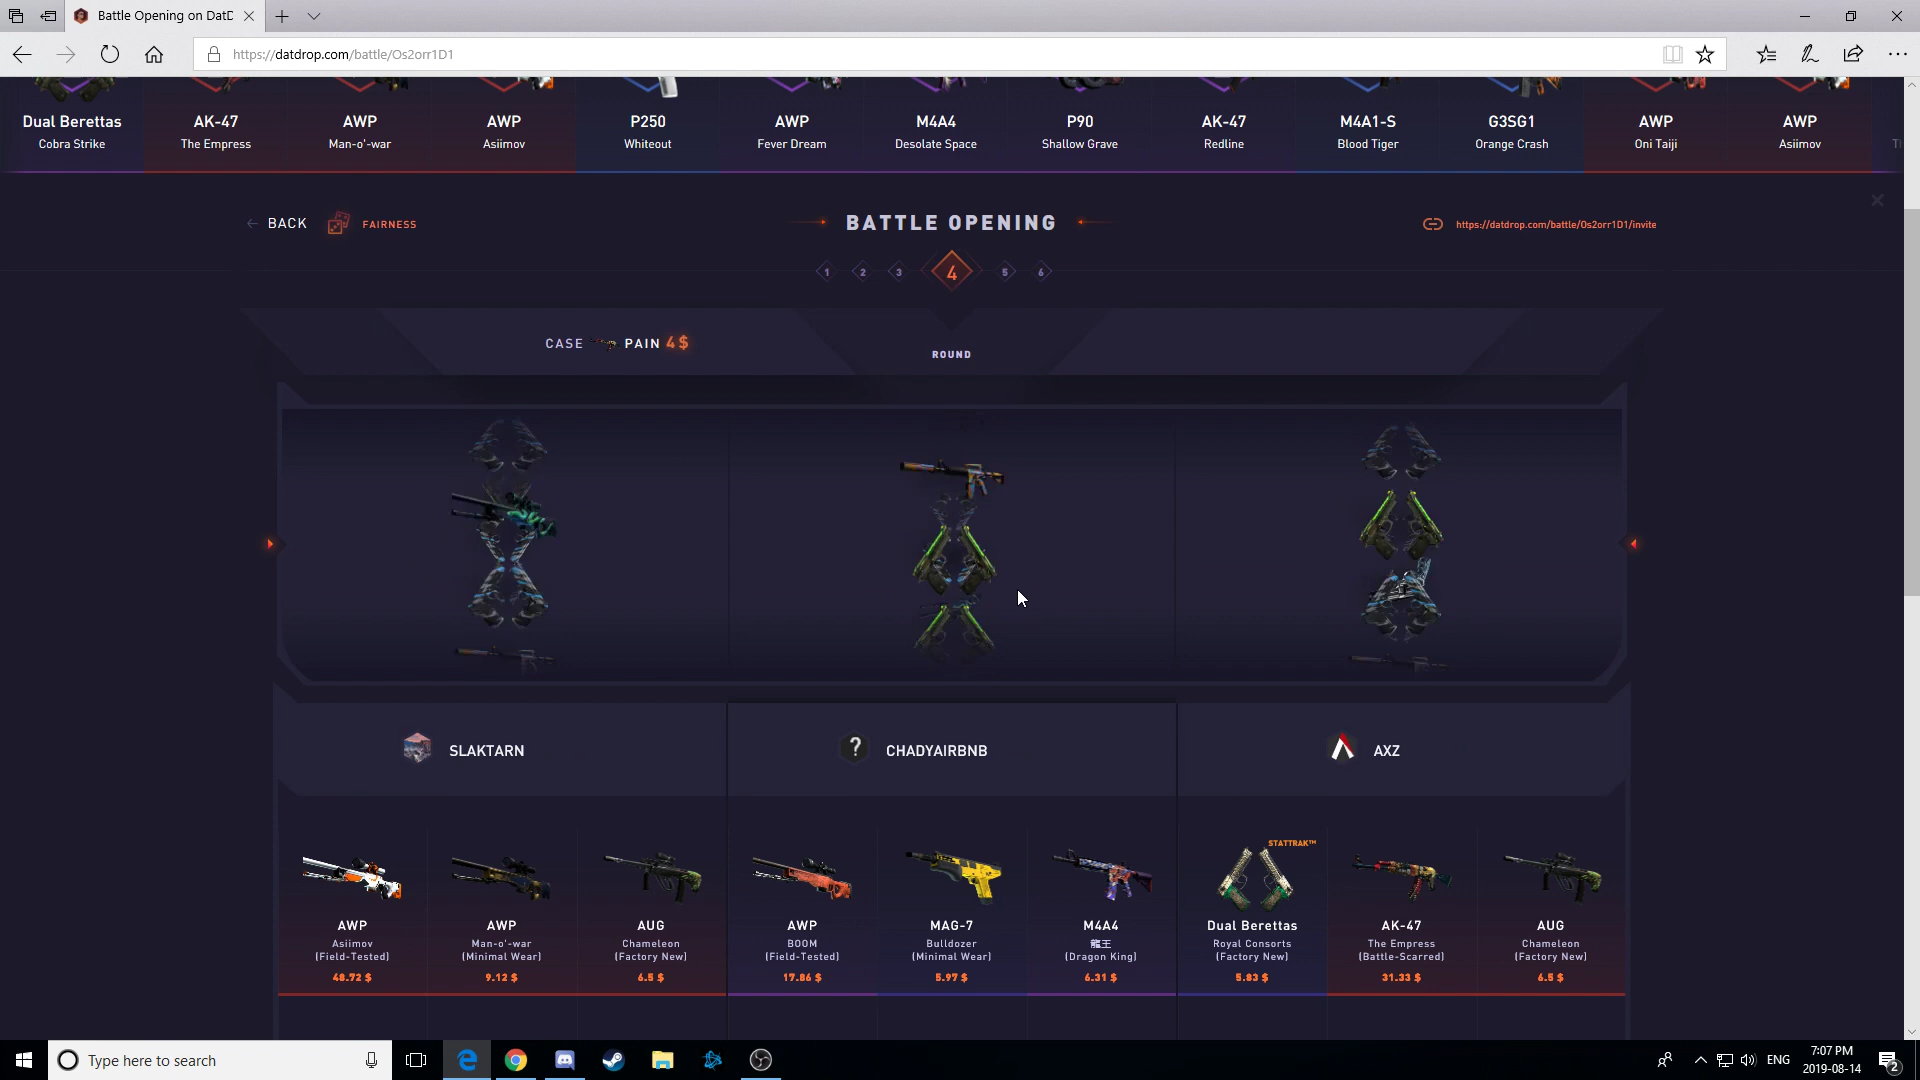 Battle Opening on DatD
https://datdrop.com/battle/Os2orr1D1
Dual Berettas
Cobra Strike
AK-47
The Empress
AWP
Man-o'-war
AWP
Asiimov
P250
Whiteout
AWP
Fever Dream
M4A4
Desolate Space
P90
Shallow Grave
AK-47
Redline
M4A1-S
Blood Tiger
G3SG1
Orange Crash
AWP
Oni Taiji
AWP
Asiimov
BACK
FAIRNESS
BATTLE OPENING
https://datdrop.com/battle/Os2orr1D1/invite
1 2 3 4 5 6
CASE PAIN 4 $
ROUND
SLAKTARN
? CHADYAIRBNB
AXZ
AWP
Asiimov
(Field-Tested)
48.72 $
AWP
Man-o'-war
(Minimal Wear)
9.12 $
AUG
Chameleon
(Factory New)
6.5 $
AWP
BOOM
(Field-Tested)
17.86 $
MAG-7
Bulldozer
(Minimal Wear)
5.97 $
M4A4
龍王
(Dragon King)
6.31 $
STATTRAK™
Dual Berettas
Royal Consorts
(Factory New)
5.83 $
AK-47
The Empress
(Battle-Scarred)
31.33 $
AUG
Chameleon
(Factory New)
6.5 $
Type here to search
ENG
7:07 PM
2019-08-14
2